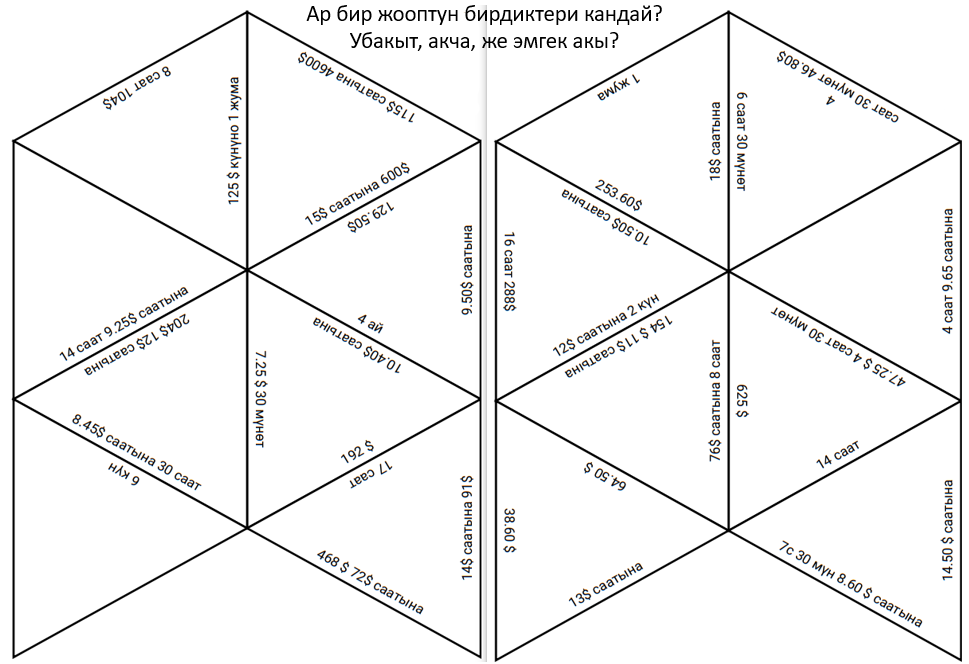 Ар бир жооптун бирдиктери кандай?
Убакыт, акча, же эмгек акы?
8 саат 104$
125 $ күнүнө 1 жума
115$ саатына 4600$
15$ саатына 600$
129.50$
9.50$ саатына
14 саат 9.25$ саатына
204$ 12$ саатына
7.25 $ 30 мүнөт
4 ай
10.40$ саатына
8.45$ саатына 30 саат
6 күн
192 $
17 саат
14$ саатына 91$
468 $ 72$ саатына
1 жума
18$ саатына
6 саат 30 мүнөт
4
саат 30 мүнөт 46.80$
253.60$
10.50$ саатына
16 саат 288$
4 саат 9.65 саатына
12$ саатына 2 күн
154 $ 11$ саатына
76$ саатына 8 саат
625 $
47.25 $ 4 саат 30 мүнөт
14 саат
64.50 $
38.60 $
13$ саатына
7с 30 мүн 8.60 $ саатына
14.50 $ саатына